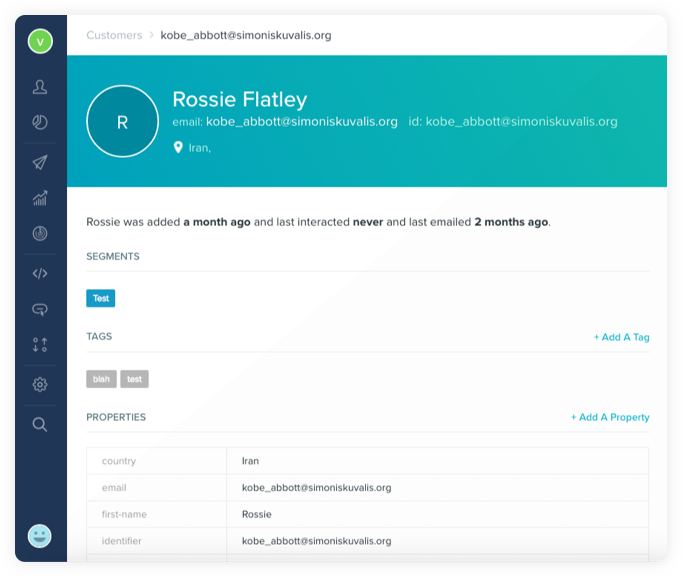 V
Customers > kobe_abbott@simoniskuvalis.org
R
Rossie Flatley
email: kobe_abbott@simoniskuvalis.org id: kobe_abbott@simoniskuvalis.org
Iran,
Rossie was added a month ago and last interacted never and last emailed 2 months ago.
SEGMENTS
Test
TAGS + Add A Tag
blah test
PROPERTIES + Add A Property
country Iran
email kobe_abbott@simoniskuvalis.org
first-name Rossie
identifier kobe_abbott@simoniskuvalis.org